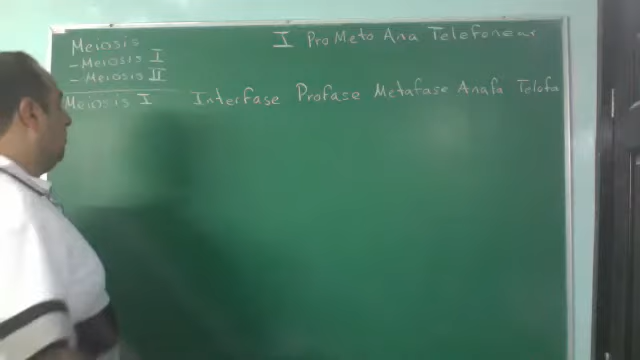 Meiosis
- Meiosis I
- Meiosis II
I ProMeto Ana Telefonear
Meiosis I Interfase Profase Metafase Anafa Telofa